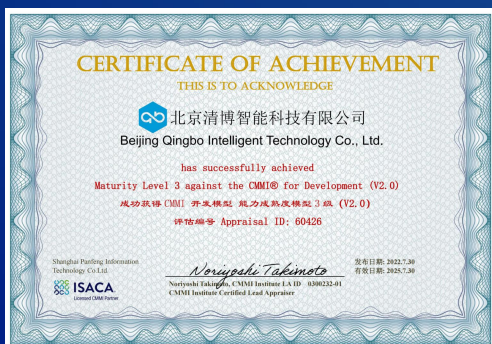 CERTIFICATE OF ACHIEVEMENT
THIS IS TO ACKNOWLEDGE
北京清博智能科技有限公司
Beijing Qingbo Intelligent Technology Co., Ltd.
has successfully achieved
Maturity Level 3 against the CMMI® for Development (V2.0)
成功获得 CMMI 开发模型 能力成熟度模型 3 级 (V2.0)
评估编号 Appraisal ID: 60426
Shanghai Panfeng Information
Technology Co.Ltd.
ISACA.
Licensed CMMI Partner
Noriyoshi Takimoto
Noriyoshi Takimoto, CMMI Institute LA ID 0300232-01
CMMI Institute Certified Lead Appraiser
发布日期: 2022.7.30
有效日期: 2025.7.30